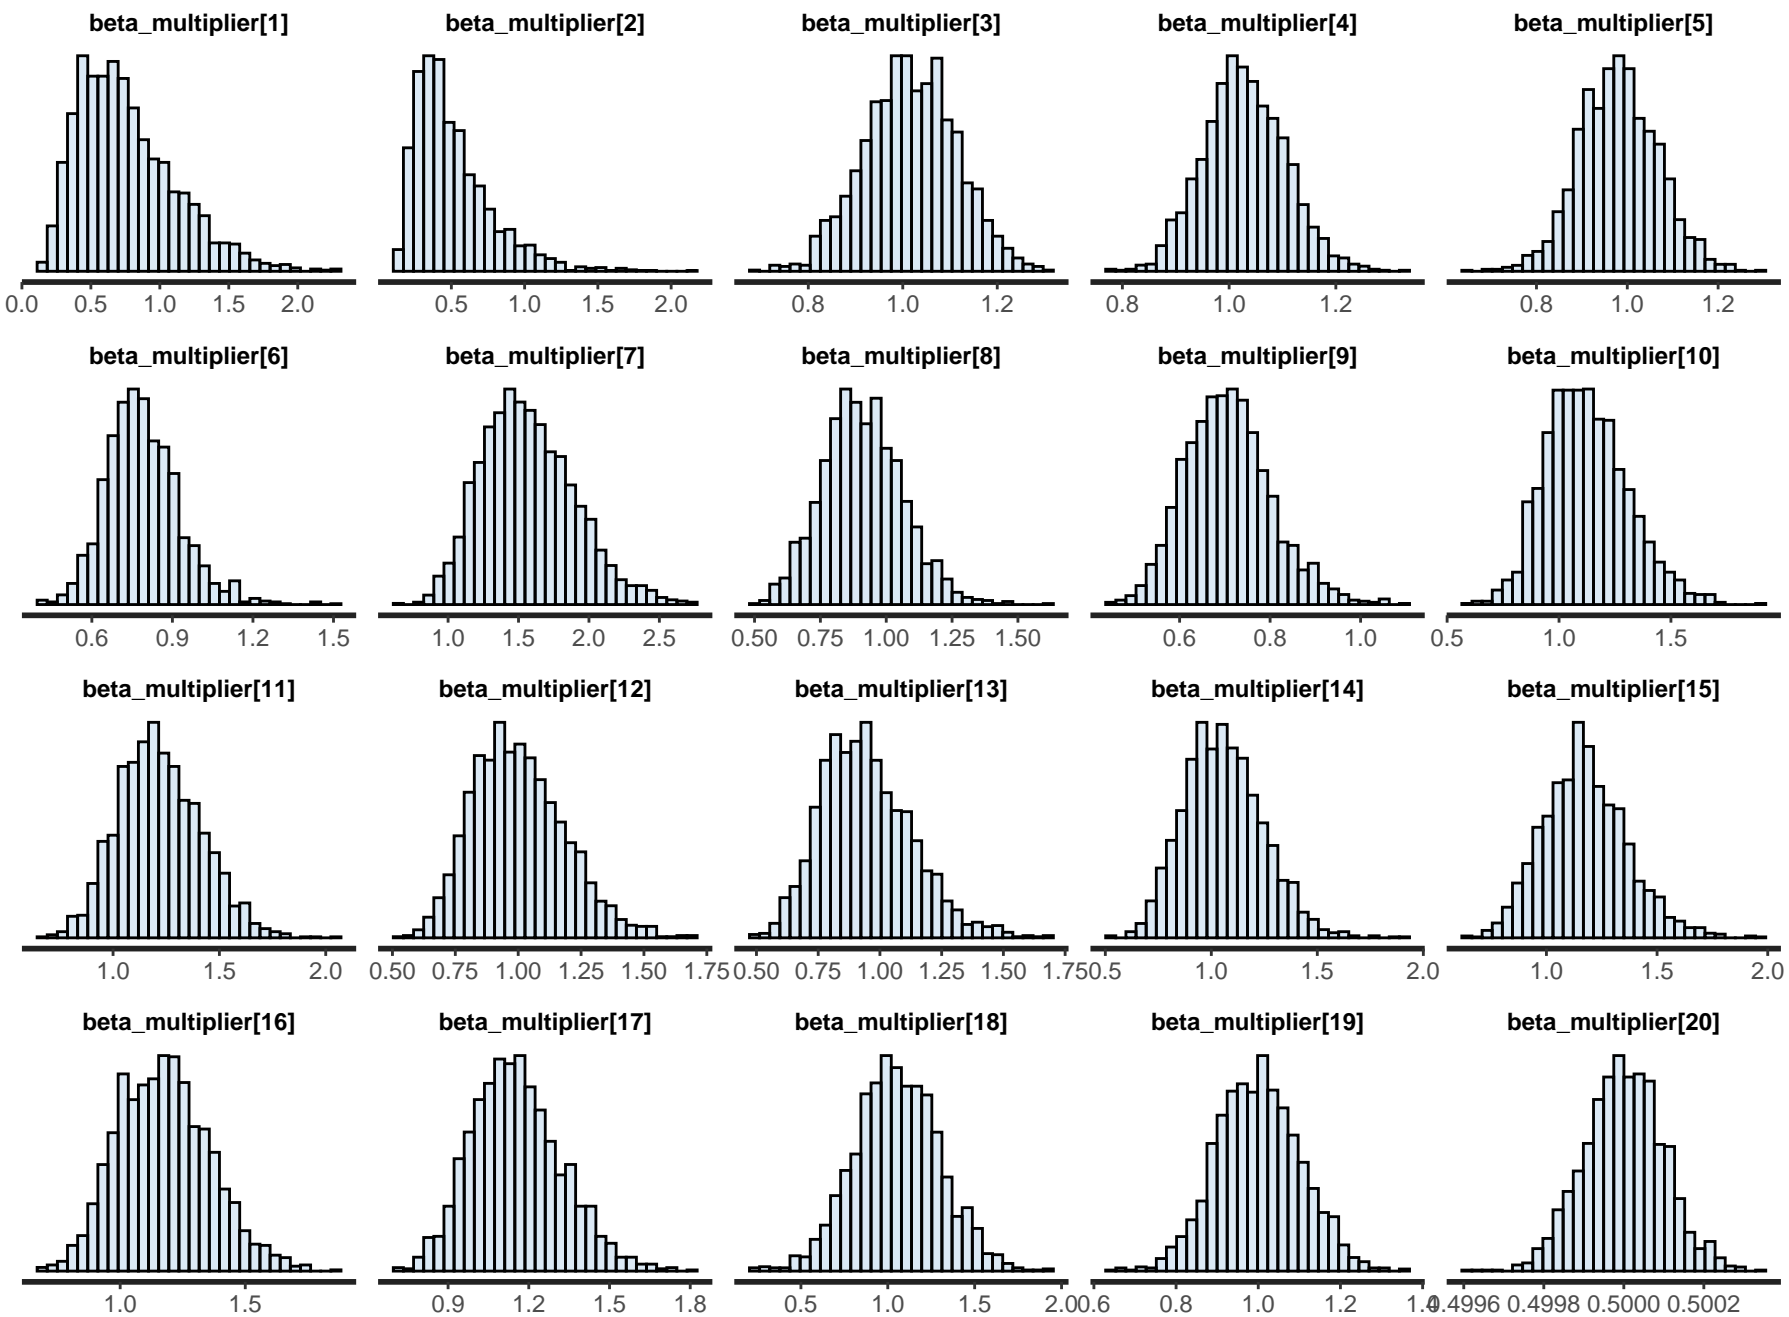 beta_multiplier[1] beta_multiplier[2] beta_multiplier[3] beta_multiplier[4] beta_multiplier[5]
0.0 0.5 1.0 1.5 2.0 0.5 1.0 1.5 2.0 0.8 1.0 1.2 0.8 1.0 1.2 0.8 1.0 1.2
beta_multiplier[6] beta_multiplier[7] beta_multiplier[8] beta_multiplier[9] beta_multiplier[10]
0.6 0.9 1.2 1.5 1.0 1.5 2.0 2.5 0.50 0.75 1.00 1.25 1.50 0.6 0.8 1.0 0.5 1.0 1.5
beta_multiplier[11] beta_multiplier[12] beta_multiplier[13] beta_multiplier[14] beta_multiplier[15]
1.0 1.5 2.0 0.50 0.75 1.00 1.25 1.50 1.75 0.50 0.75 1.00 1.25 1.50 1.75 0.5 1.0 1.5 2.0 1.0 1.5 2.0
beta_multiplier[16] beta_multiplier[17] beta_multiplier[18] beta_multiplier[19] beta_multiplier[20]
1.0 1.5 0.9 1.2 1.5 1.8 0.5 1.0 1.5 2.0 0.6 0.8 1.0 1.2 1.4 0.4996 0.4998 0.5000 0.5002